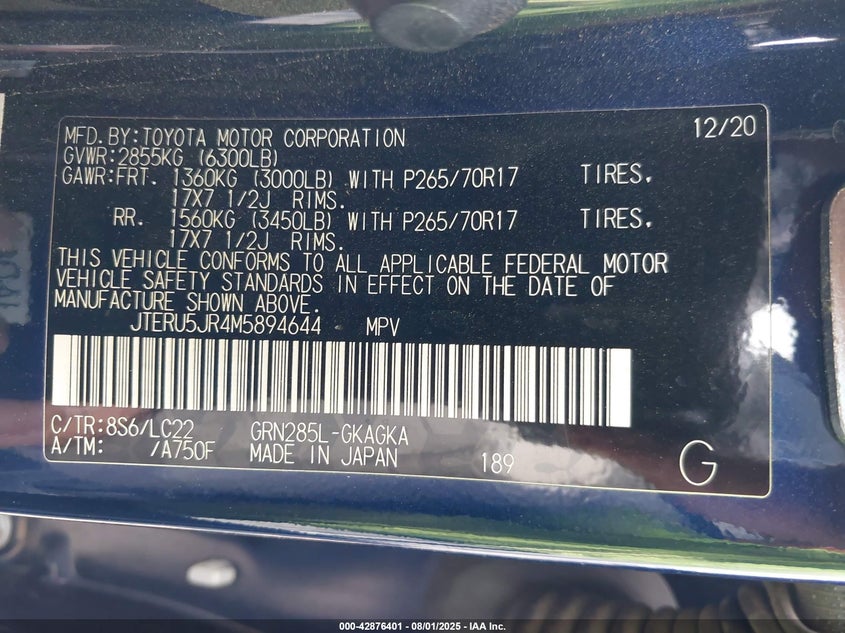 MFD.BY:TOYOTA MOTOR CORPORATION 12/20
GVWR:2855KG (6300LB)
GAWR:FRT. 1360KG (3000LB) WITH P265/70R17 TIRES.
17X7 1/2J RIMS.
RR. 1560KG (3450LB) WITH P265/70R17 TIRES.
17X7 1/2J RIMS.
THIS VEHICLE CONFORMS TO ALL APPLICABLE FEDERAL MOTOR
VEHICLE SAFETY STANDARDS IN EFFECT ON THE DATE OF
MANUFACTURE SHOWN ABOVE.
JTERU5JR4M5894644 MPV
C/TR:8S6/LC22 GRN285L-GKAGKA
A/TM: /A750F MADE IN JAPAN 189 G
000-42876401 - 08/01/2025 - IAA Inc.